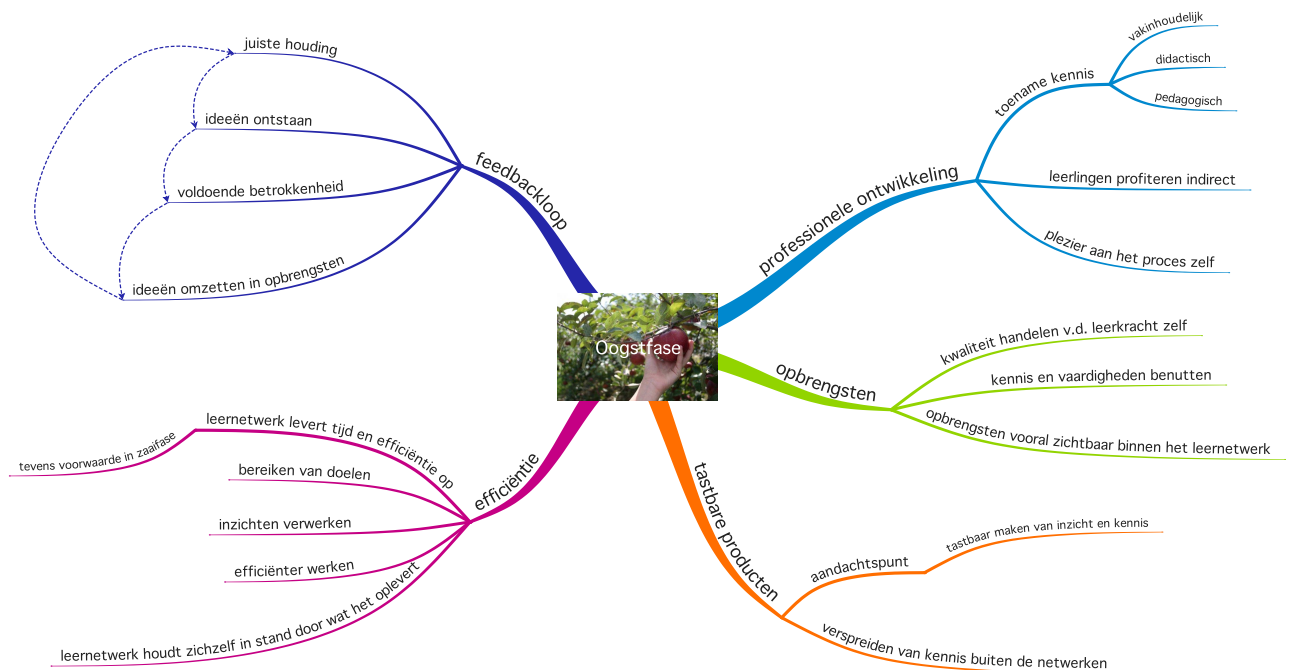 Oogstfase
feedbackloop
juiste houding
ideeën ontstaan
voldoende betrokkenheid
ideeën omzetten in opbrengsten
professionele ontwikkeling
toename kennis
vakinhoudelijk
didactisch
pedagogisch
leerlingen profiteren indirect
plezier aan het proces zelf
opbrengsten
kwaliteit handelen v.d. leerkracht zelf
kennis en vaardigheden benutten
opbrengsten vooral zichtbaar binnen het leernetwerk
tastbare producten
aandachtspunt
tastbaar maken van inzicht en kennis
verspreiden van kennis buiten de netwerken
efficiëntie
leernetwerk levert tijd en efficiëntie op
tevens voorwaarde in zaaifase
bereiken van doelen
inzichten verwerken
efficiënter werken
leernetwerk houdt zichzelf in stand door wat het oplevert